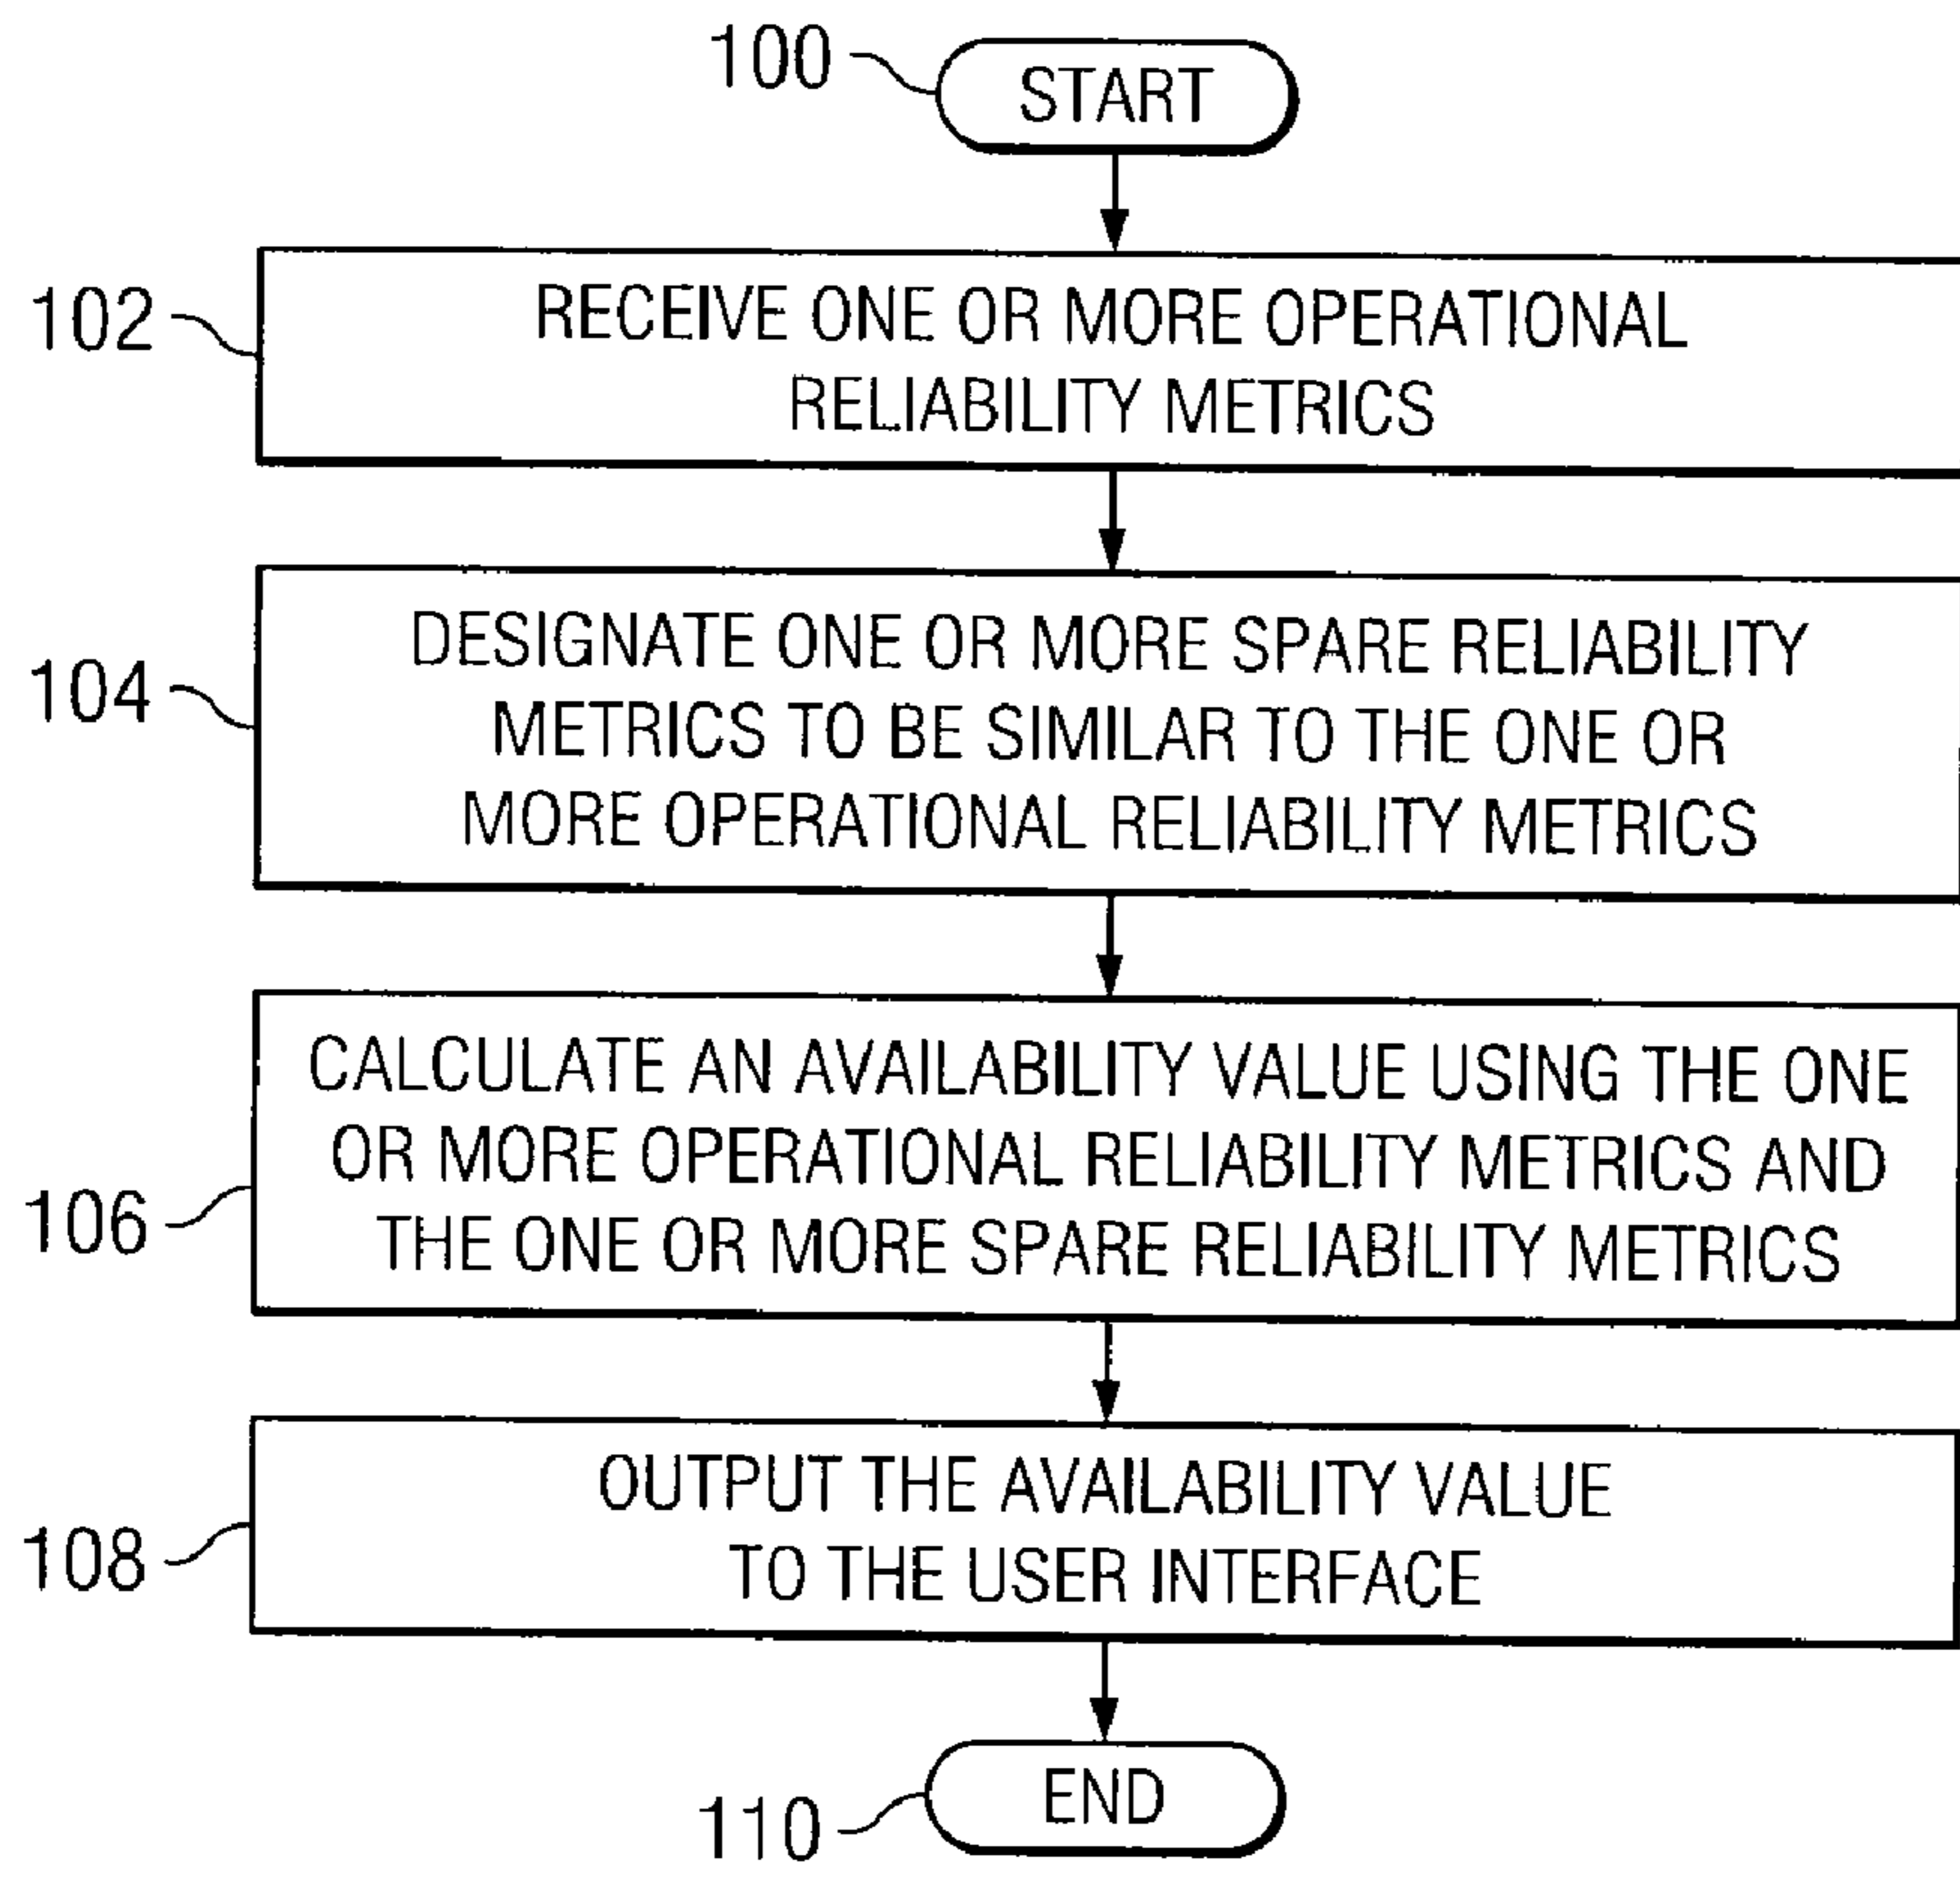 100
START
102
RECEIVE ONE OR MORE OPERATIONAL
RELIABILITY METRICS
104
DESIGNATE ONE OR MORE SPARE RELIABILITY
METRICS TO BE SIMILAR TO THE ONE OR
MORE OPERATIONAL RELIABILITY METRICS
106
CALCULATE AN AVAILABILITY VALUE USING THE ONE
OR MORE OPERATIONAL RELIABILITY METRICS AND
THE ONE OR MORE SPARE RELIABILITY METRICS
108
OUTPUT THE AVAILABILITY VALUE
TO THE USER INTERFACE
110
END